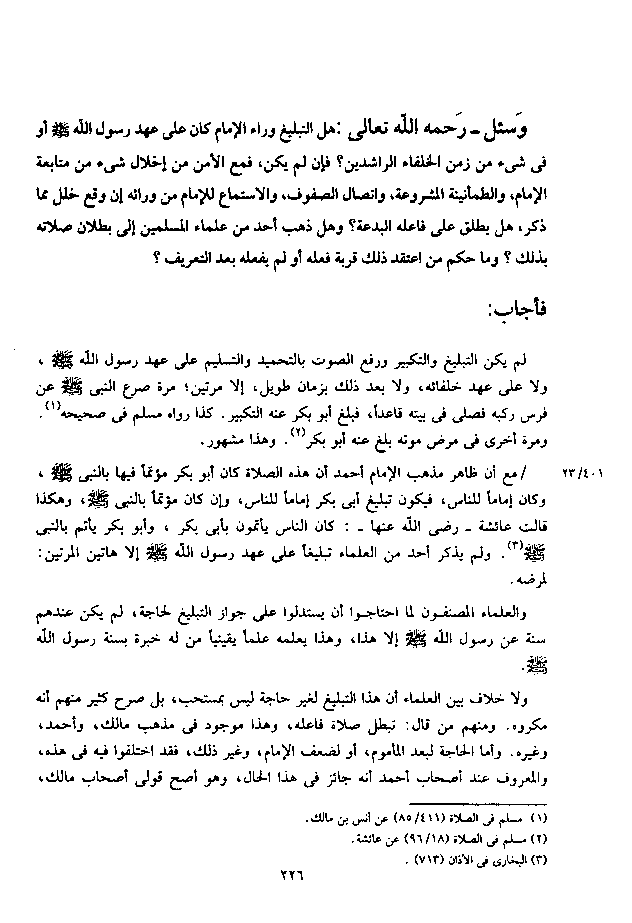 وَسئل ـ رَحمه اللّه تعالى: هل التبليغ وراء الإمام كان على عهد رسول اللّه ﷺ أو
فى شىء من زمن الخلفاء الراشدين؟ فإن لم يكن، فمع الأمن من إخلال شىء من متابعة
الإمام، والطمأنينة المشروعة، واتصال الصفوف، والاستماع للإمام من ورائه إن وقع خلل مما
ذكر، هل يطلق على فاعله البدعة؟ وهل ذهب أحد من علماء المسلمين إلى بطلان صلاته
بذلك ؟ وما حكم من اعتقد ذلك قربة فعله أو لم يفعله بعد التعريف ؟
فأجاب:
لم يكن التبليغ والتكبير ورفع الصوت بالتحميد والتسليم على عهد رسول اللّه ﷺ ،
ولا على عهد خلفائه، ولا بعد ذلك بزمان طويل، إلا مرتين؛ مرة صرع النبى ﷺ عن
فرس ركبه فصلى فى بيته قاعداً، فبلغ أبو بكر عنه التكبير. كذا رواه مسلم فى صحيحه(١).
ومرة أخرى فى مرض موته بلغ عنه أبو بكر(٢). وهذا مشهور.
٢٣/٤٠١ / مع أن ظاهر مذهب الإمام أحمد أن هذه الصلاة كان أبو بكر مؤتماً فيها بالنبى ﷺ ،
وكان إماماً للناس، فيكون تبليغ أبى بكر إماماً للناس، وإن كان مؤتماً بالنبى ﷺ، وهكذا
قالت عائشة ـ رضى اللّه عنها ـ : كان الناس يأتمون بأبى بكر ، وأبو بكر يأتم بالنبى
ﷺ(٣). ولم يذكر أحد من العلماء تبليغاً على عهد رسول اللّه ﷺ إلا هاتين المرتين:
لمرضه.
والعلماء المصنفـون لما احتاجـوا أن يستدلوا على جواز التبليغ لحاجة، لم يكن عندهم
سنة عن رسول اللّه ﷺ إلا هذا، وهذا يعلمه علماً يقينياً من له خبرة بسنة رسول اللّه
ﷺ.
ولا خلاف بين العلماء أن هذا التبليغ لغير حاجة ليس بمستحب، بل صرح كثير منهم أنه
مكروه. ومنهم من قال: تبطل صلاة فاعله، وهذا موجود فى مذهب مالك، وأحمد،
وغيره. وأما الحاجة لبعد المأموم، أو لضعف الإمام، وغير ذلك، فقد اختلفوا فيه فى هذه،
والمعروف عند أصحاب أحمد أنه جائز فى هذا الحال، وهو أصح قولى أصحاب مالك،
(١) مسلم فى الصلاة (٨٥/٤١١) عن أنس بن مالك.
(٢) مسلم فى الصلاة (٩٦/١٨) عن عائشة.
(٣) البخارى فى الأذان (٧١٣) .
٢٢٦